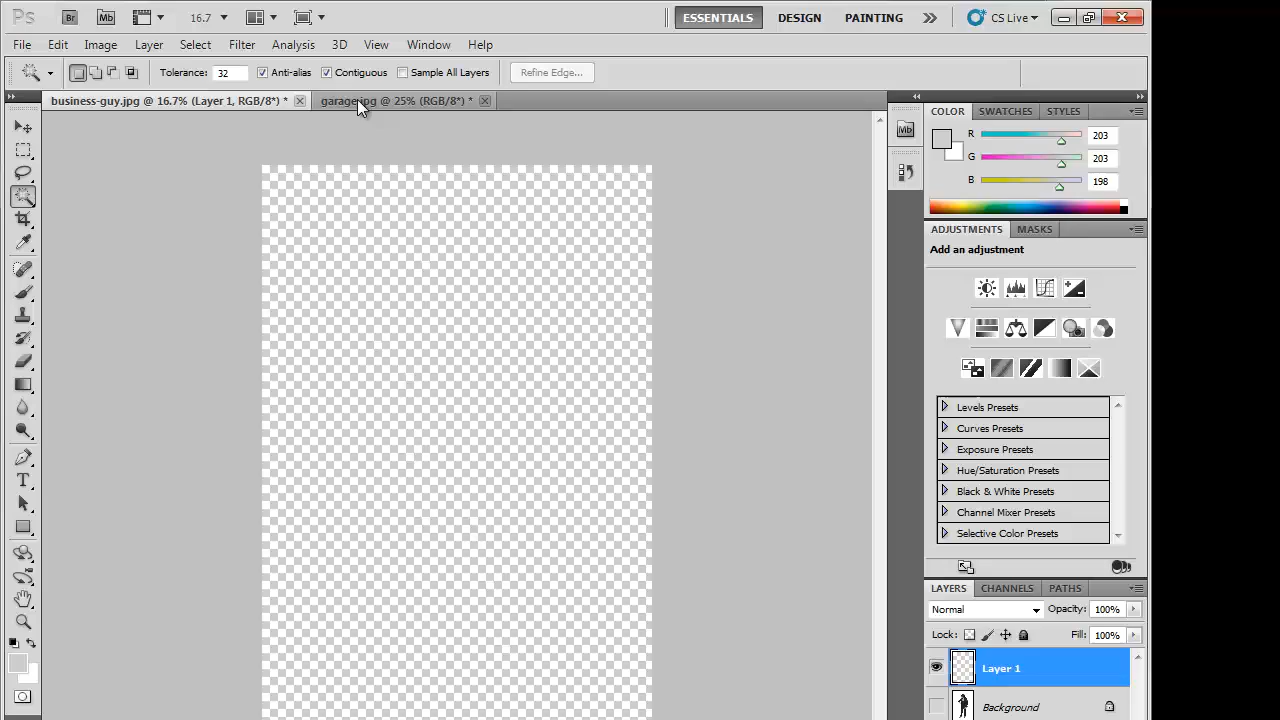 Br Mb 16.7 ESSENTIALS DESIGN PAINTING CS Live
File Edit Image Layer Select Filter Analysis 3D View Window Help
Tolerance: 32 Anti-alias Contiguous Sample All Layers Refine Edge...
business-guy.jpg @ 16.7% (Layer 1, RGB/8*) * garage.jpg @ 25% (RGB/8*) *
COLOR SWATCHES STYLES
Mb
R 203
G 203
B 198
ADJUSTMENTS MASKS
Add an adjustment
Levels Presets
Curves Presets
Exposure Presets
Hue/Saturation Presets
Black & White Presets
Channel Mixer Presets
Selective Color Presets
LAYERS CHANNELS PATHS
Normal Opacity: 100%
Lock: Fill: 100%
Layer 1
Background